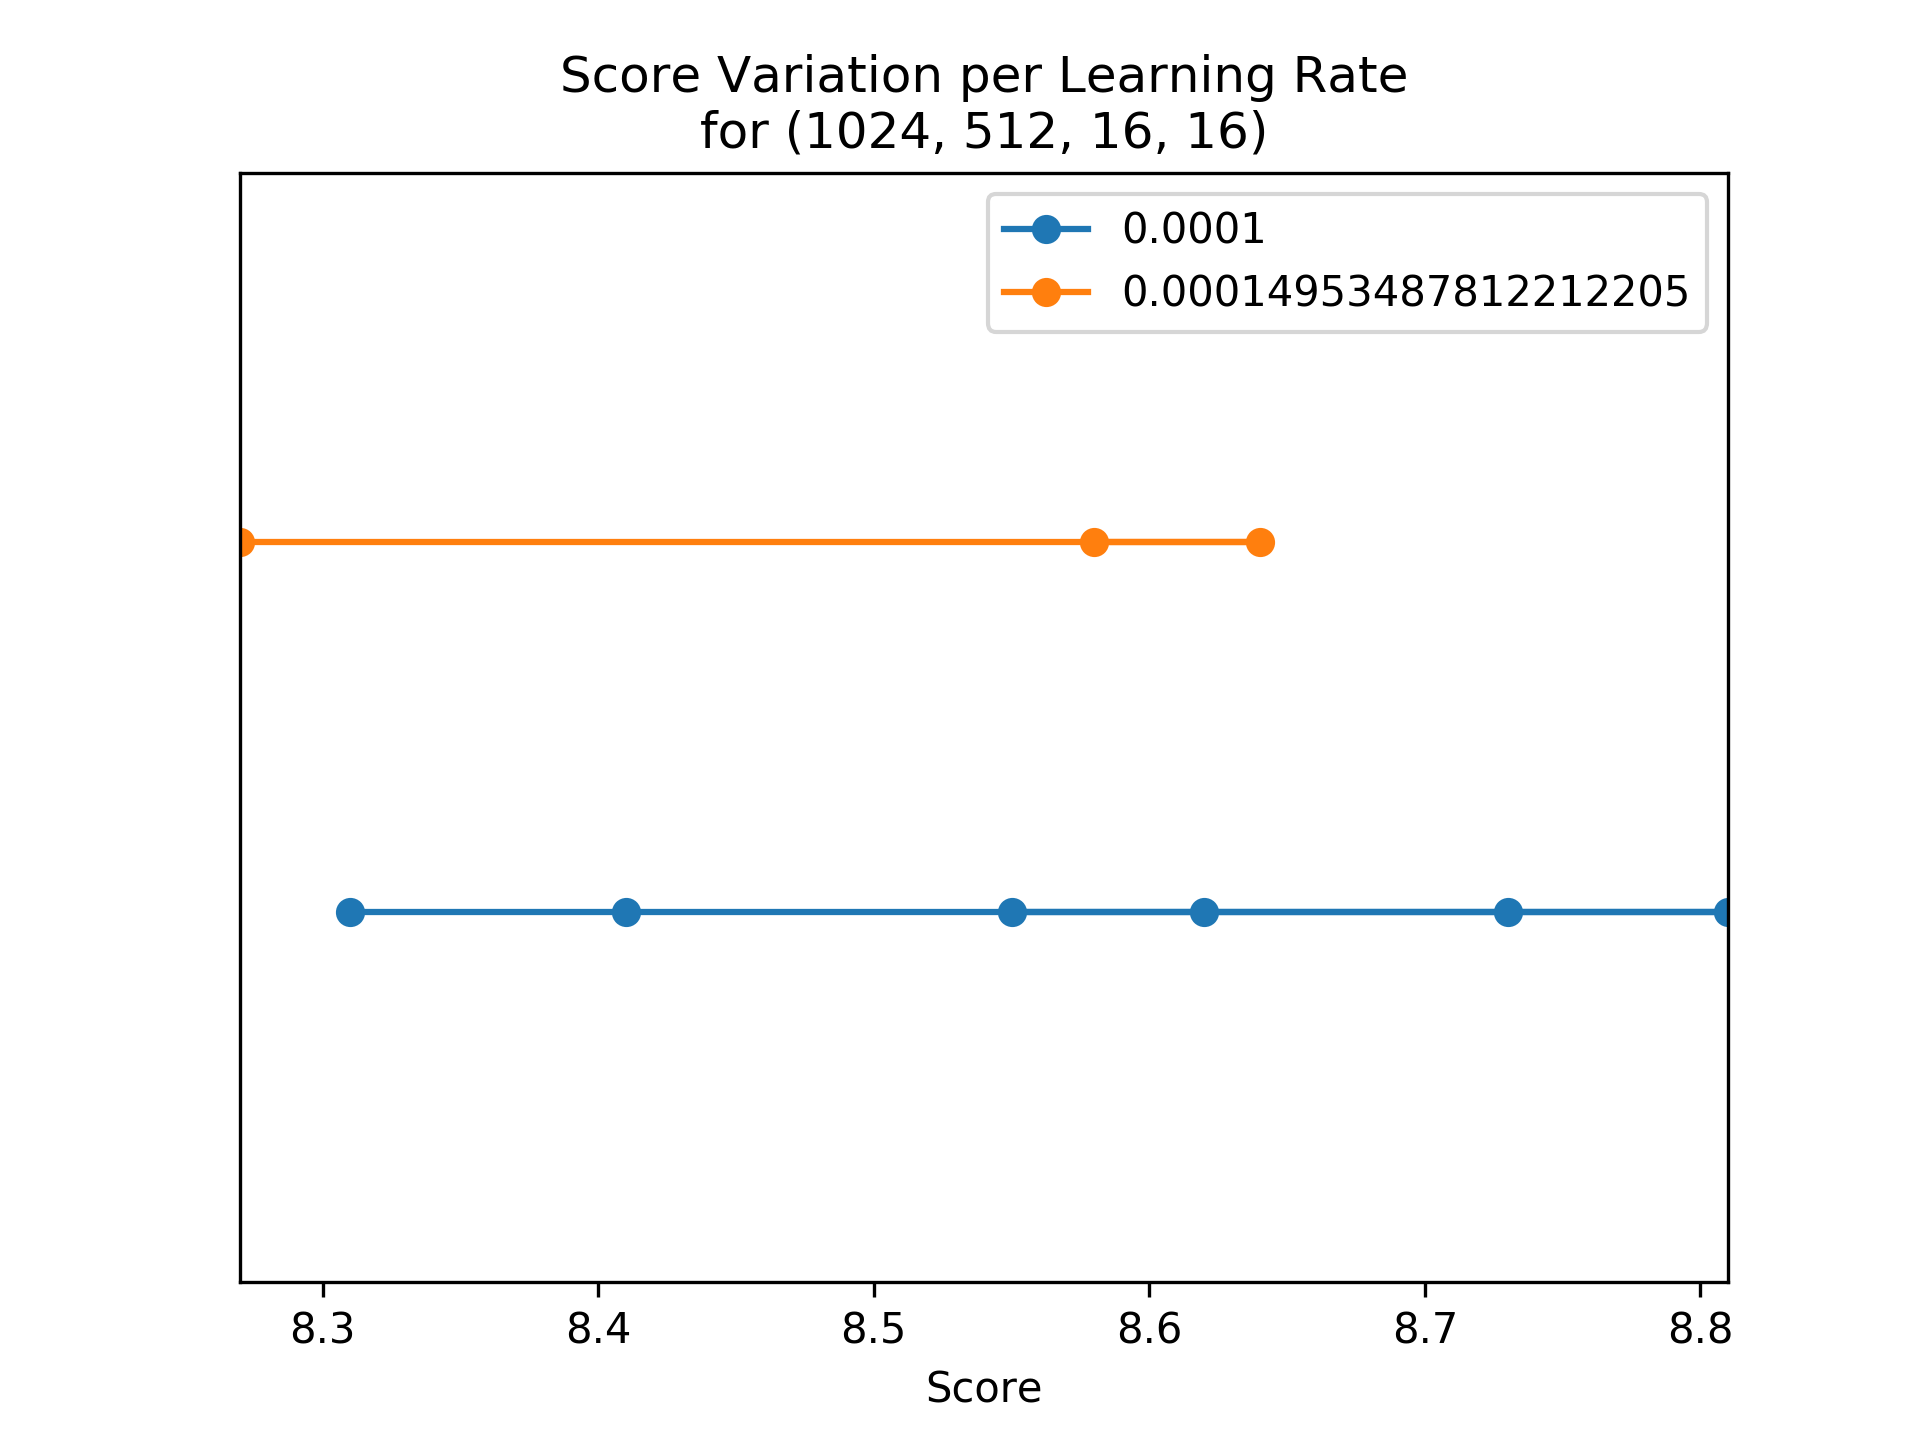 Score Variation per Learning Rate
for (1024, 512, 16, 16)
0.0001
0.00014953487812212205
8.3 8.4 8.5 8.6 8.7 8.8
Score